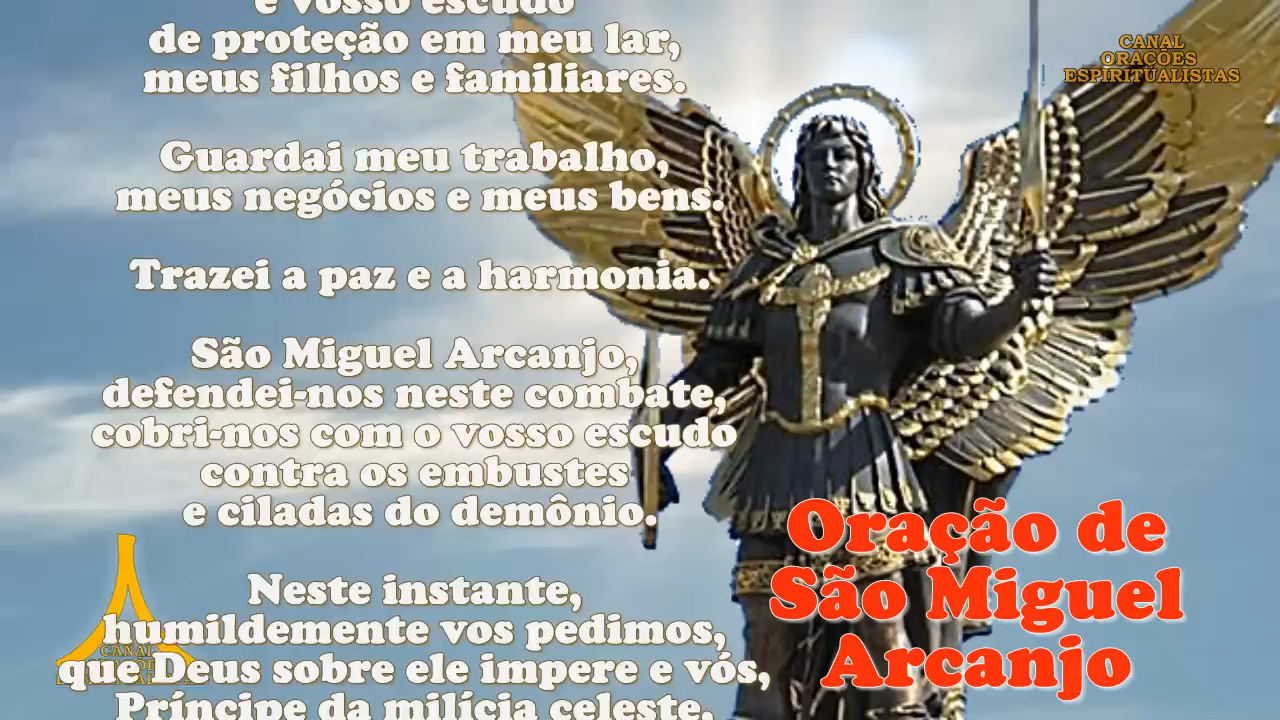 e vosso escudo
de proteção em meu lar,
meus filhos e familiares.
Guardai meu trabalho,
meus negócios e meus bens.
Trazei a paz e a harmonia.
São Miguel Arcanjo,
defendei-nos neste combate,
cobri-nos com o vosso escudo
contra os embustes
e ciladas do demônio.
Neste instante,
humildemente vos pedimos,
que Deus sobre ele impere e vós,
Príncipe da milícia celeste,
CANAL
ORAÇÕES
ESPIRITUALISTAS
Oração de
São Miguel
Arcanjo
CANAL